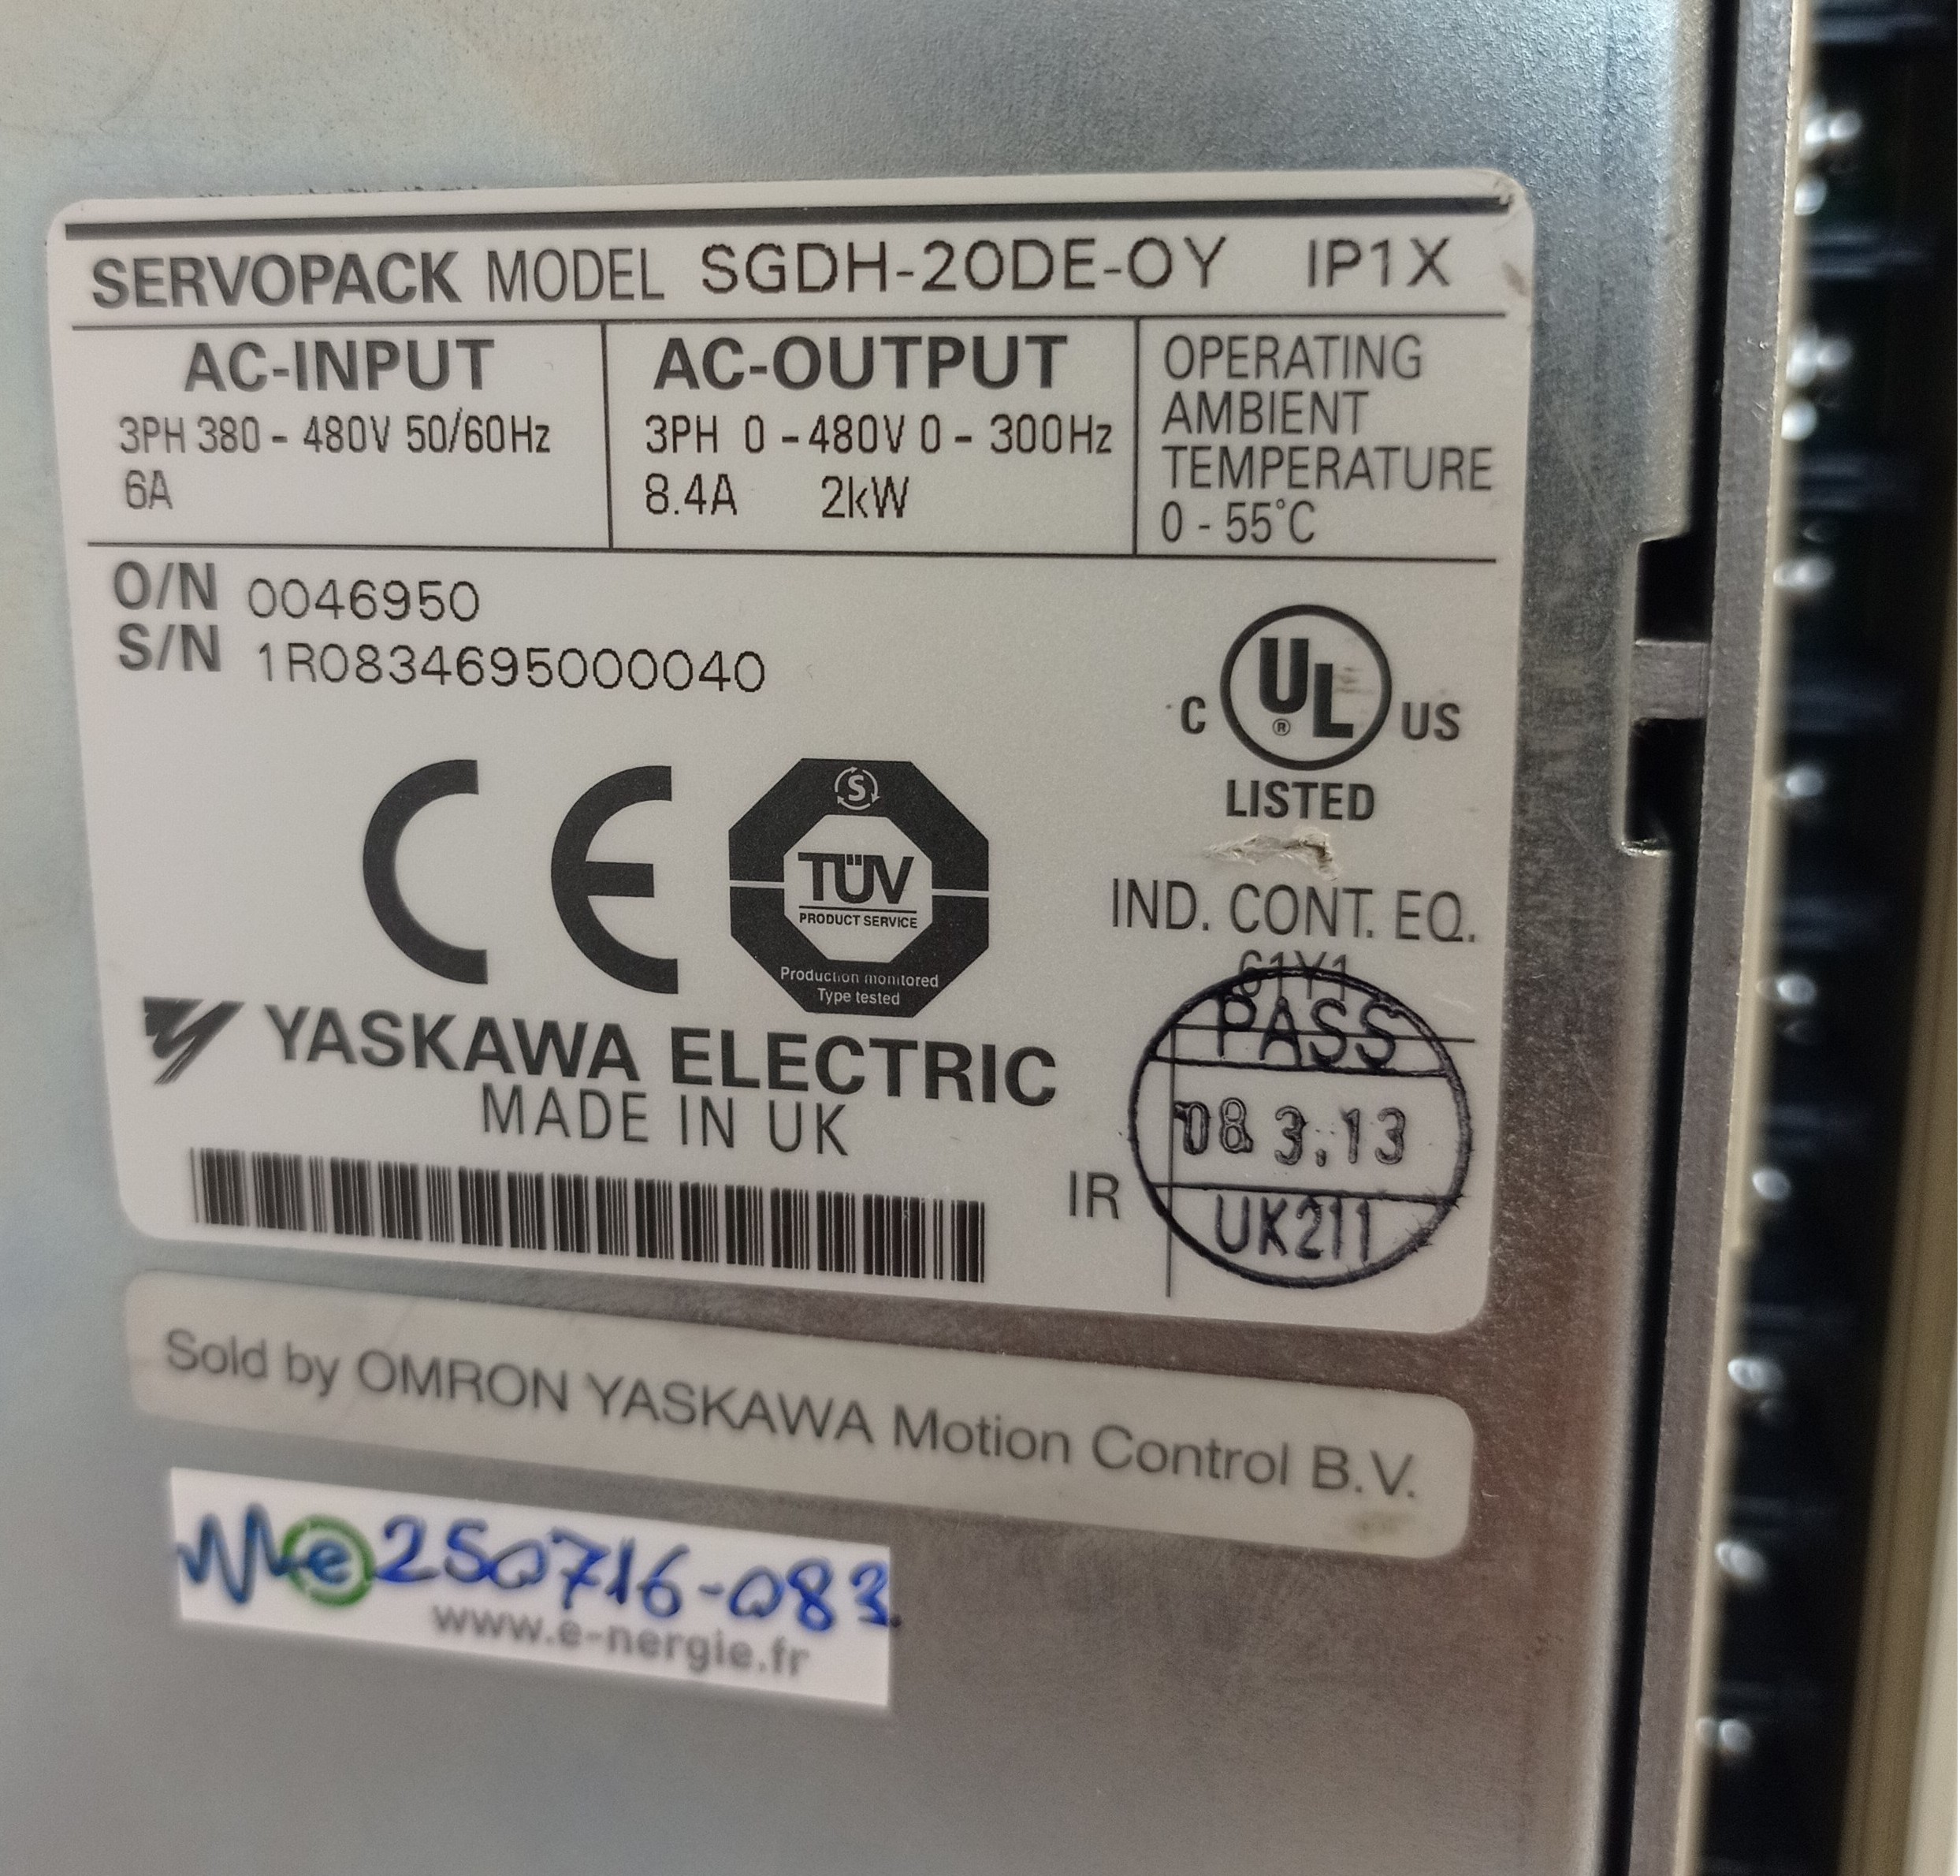 SERVOPACK MODEL SGDH-20DE-OY IP1X
AC-INPUT
3PH 380 - 480V 50/60Hz
6A
AC-OUTPUT
3PH 0 - 480V 0 - 300Hz
8.4A 2kW
OPERATING
AMBIENT
TEMPERATURE
0 - 55°C
O/N 0046950
S/N 1R0834695000040
C UL ® US
LISTED
IND. CONT. EQ.
61Y1
CE
S
TÜV
PRODUCT SERVICE
Production monitored
Type tested
YASKAWA ELECTRIC
MADE IN UK
IR
PASS
08.3.13
UK211
Sold by OMRON YASKAWA Motion Control B.V.
e 250716-083
www.e-nergie.fr